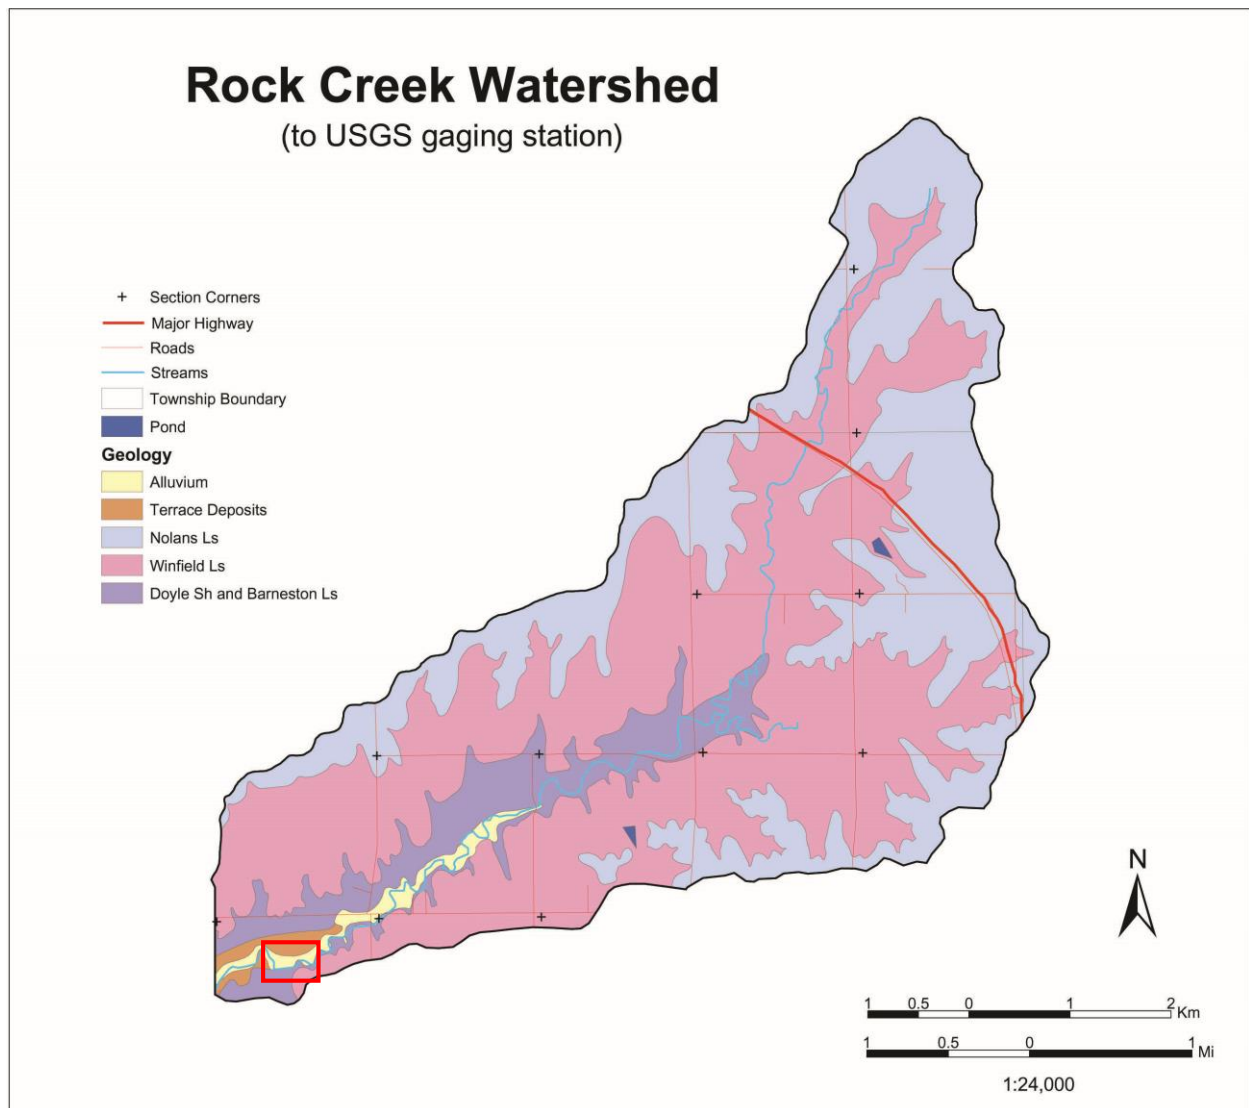 Rock Creek Watershed
(to USGS gaging station)
Section Corners
Major Highway
Roads
Streams
Township Boundary
Pond
Geology
Alluvium
Terrace Deposits
Nolans Ls
Winfield Ls
Doyle Sh and Barneston Ls
N
1 0.5 0 1 2 Km
1 0.5 0 1 Mi
1:24,000